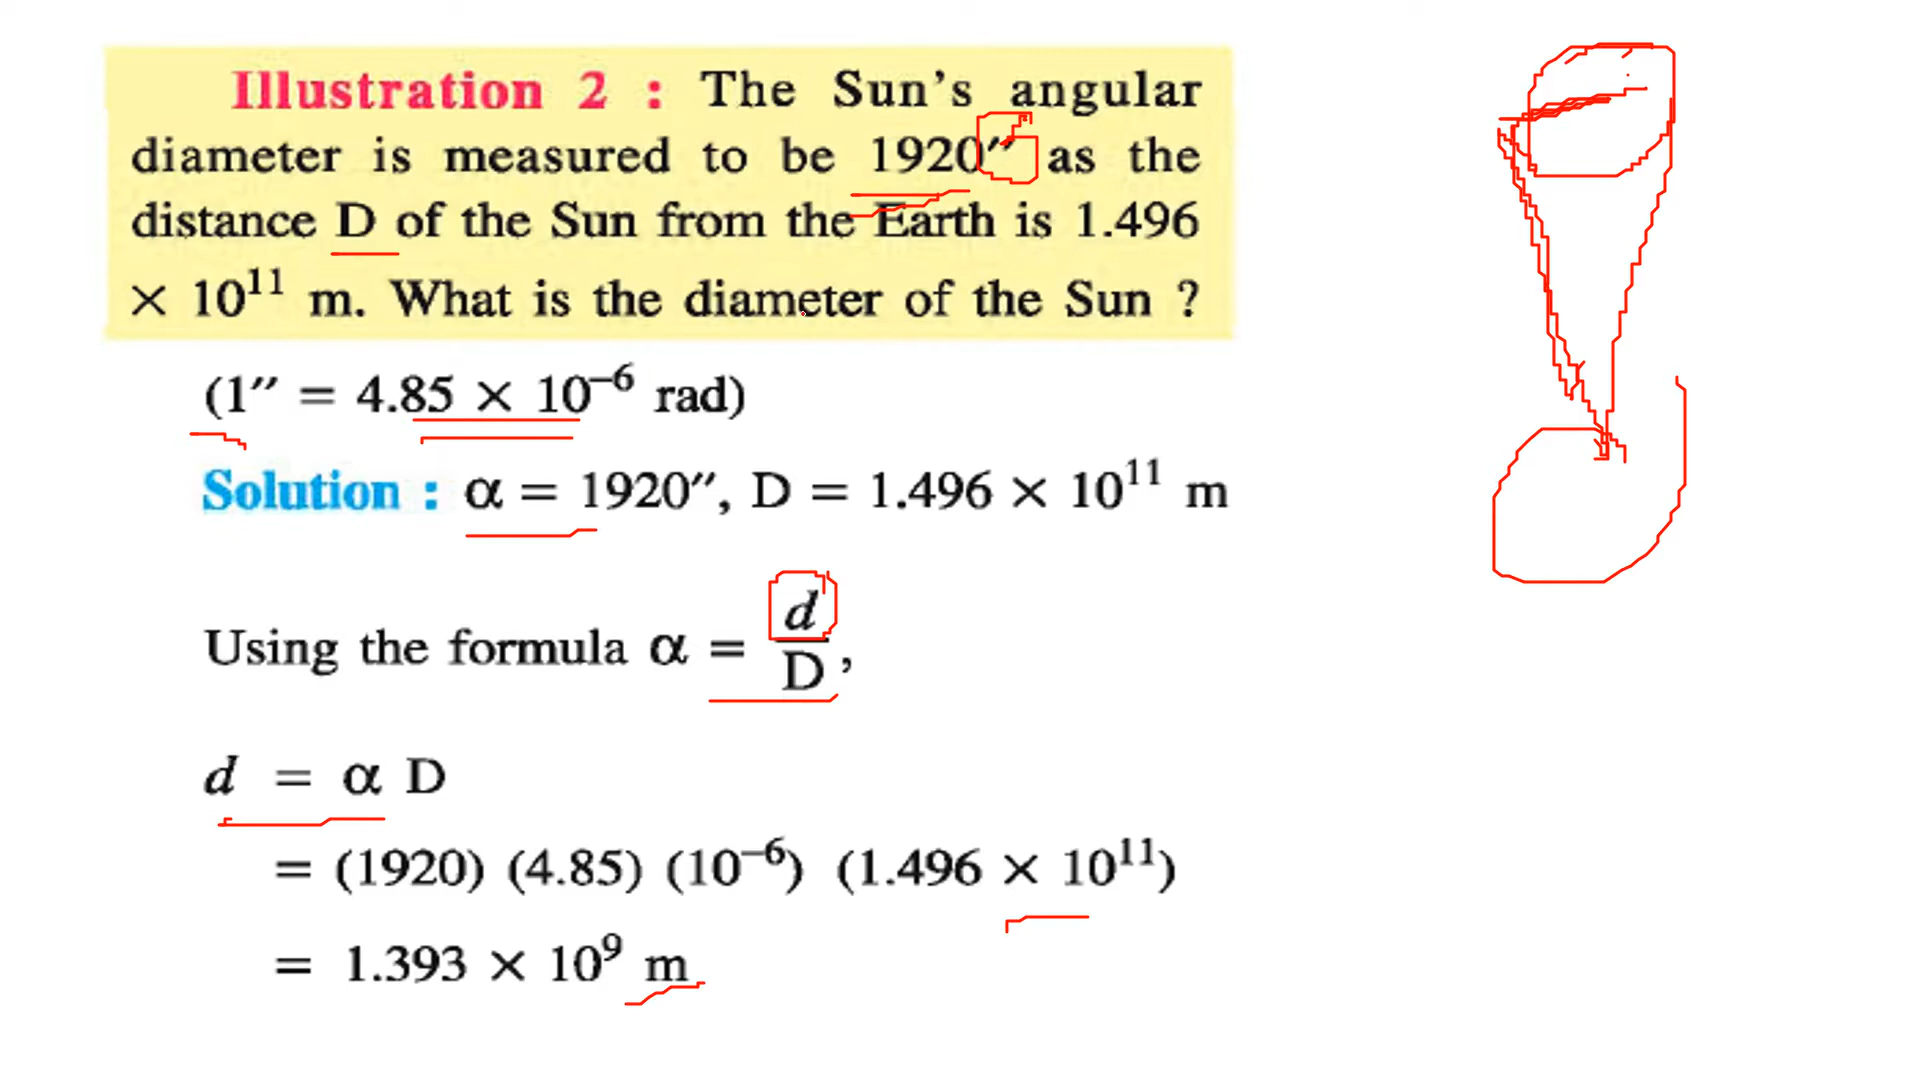 Illustration 2 : The Sun's angular
diameter is measured to be 1920″ as the
distance D of the Sun from the Earth is 1.496
× 10¹¹ m. What is the diameter of the Sun ?
(1″ = 4.85 × 10⁻⁶ rad)
Solution : α = 1920″, D = 1.496 × 10¹¹ m
Using the formula α = d/D,
d = α D
= (1920) (4.85) (10⁻⁶) (1.496 × 10¹¹)
= 1.393 × 10⁹ m